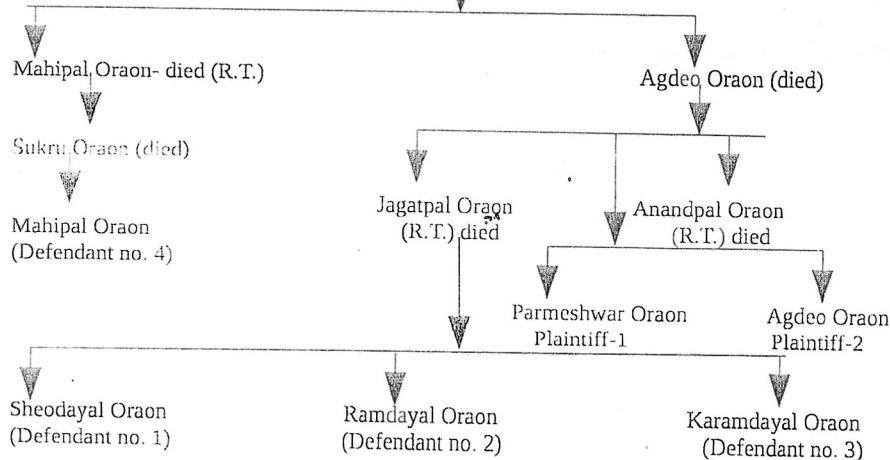 Mahipal Oraon- died (R.T.)
Agdeo Oraon (died)
Sukru Oraon (died)
Mahipal Oraon
(Defendant no. 4)
Jagatpal Oraon
(R.T.) died
Anandpal Oraon
(R.T.) died
Parmeshwar Oraon
Plaintiff-1
Agdeo Oraon
Plaintiff-2
Sheodayal Oraon
(Defendant no. 1)
Ramdayal Oraon
(Defendant no. 2)
Karamdayal Oraon
(Defendant no. 3)